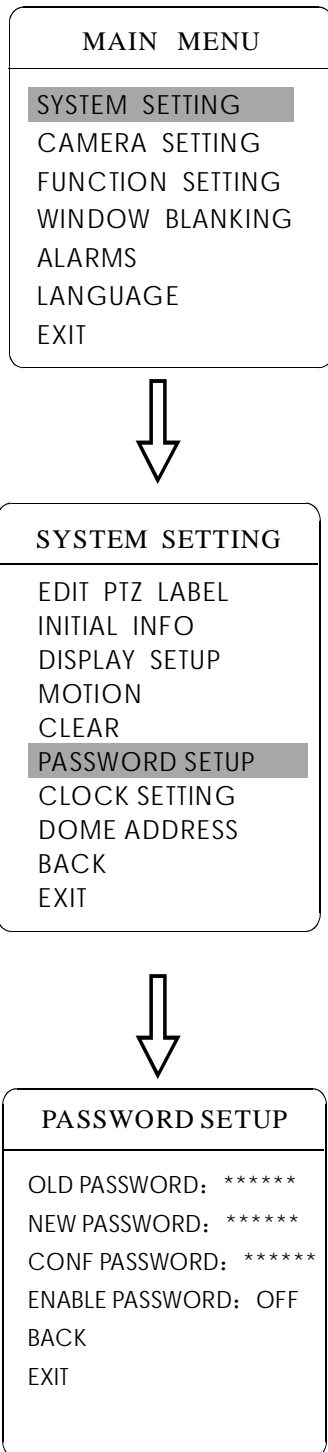 MAIN MENU
SYSTEM SETTING
CAMERA SETTING
FUNCTION SETTING
WINDOW BLANKING
ALARMS
LANGUAGE
EXIT
SYSTEM SETTING
EDIT PTZ LABEL
INITIAL INFO
DISPLAY SETUP
MOTION
CLEAR
PASSWORD SETUP
CLOCK SETTING
DOME ADDRESS
BACK
EXIT
PASSWORD SETUP
OLD PASSWORD：******
NEW PASSWORD：******
CONF PASSWORD：******
ENABLE PASSWORD：OFF
BACK
EXIT